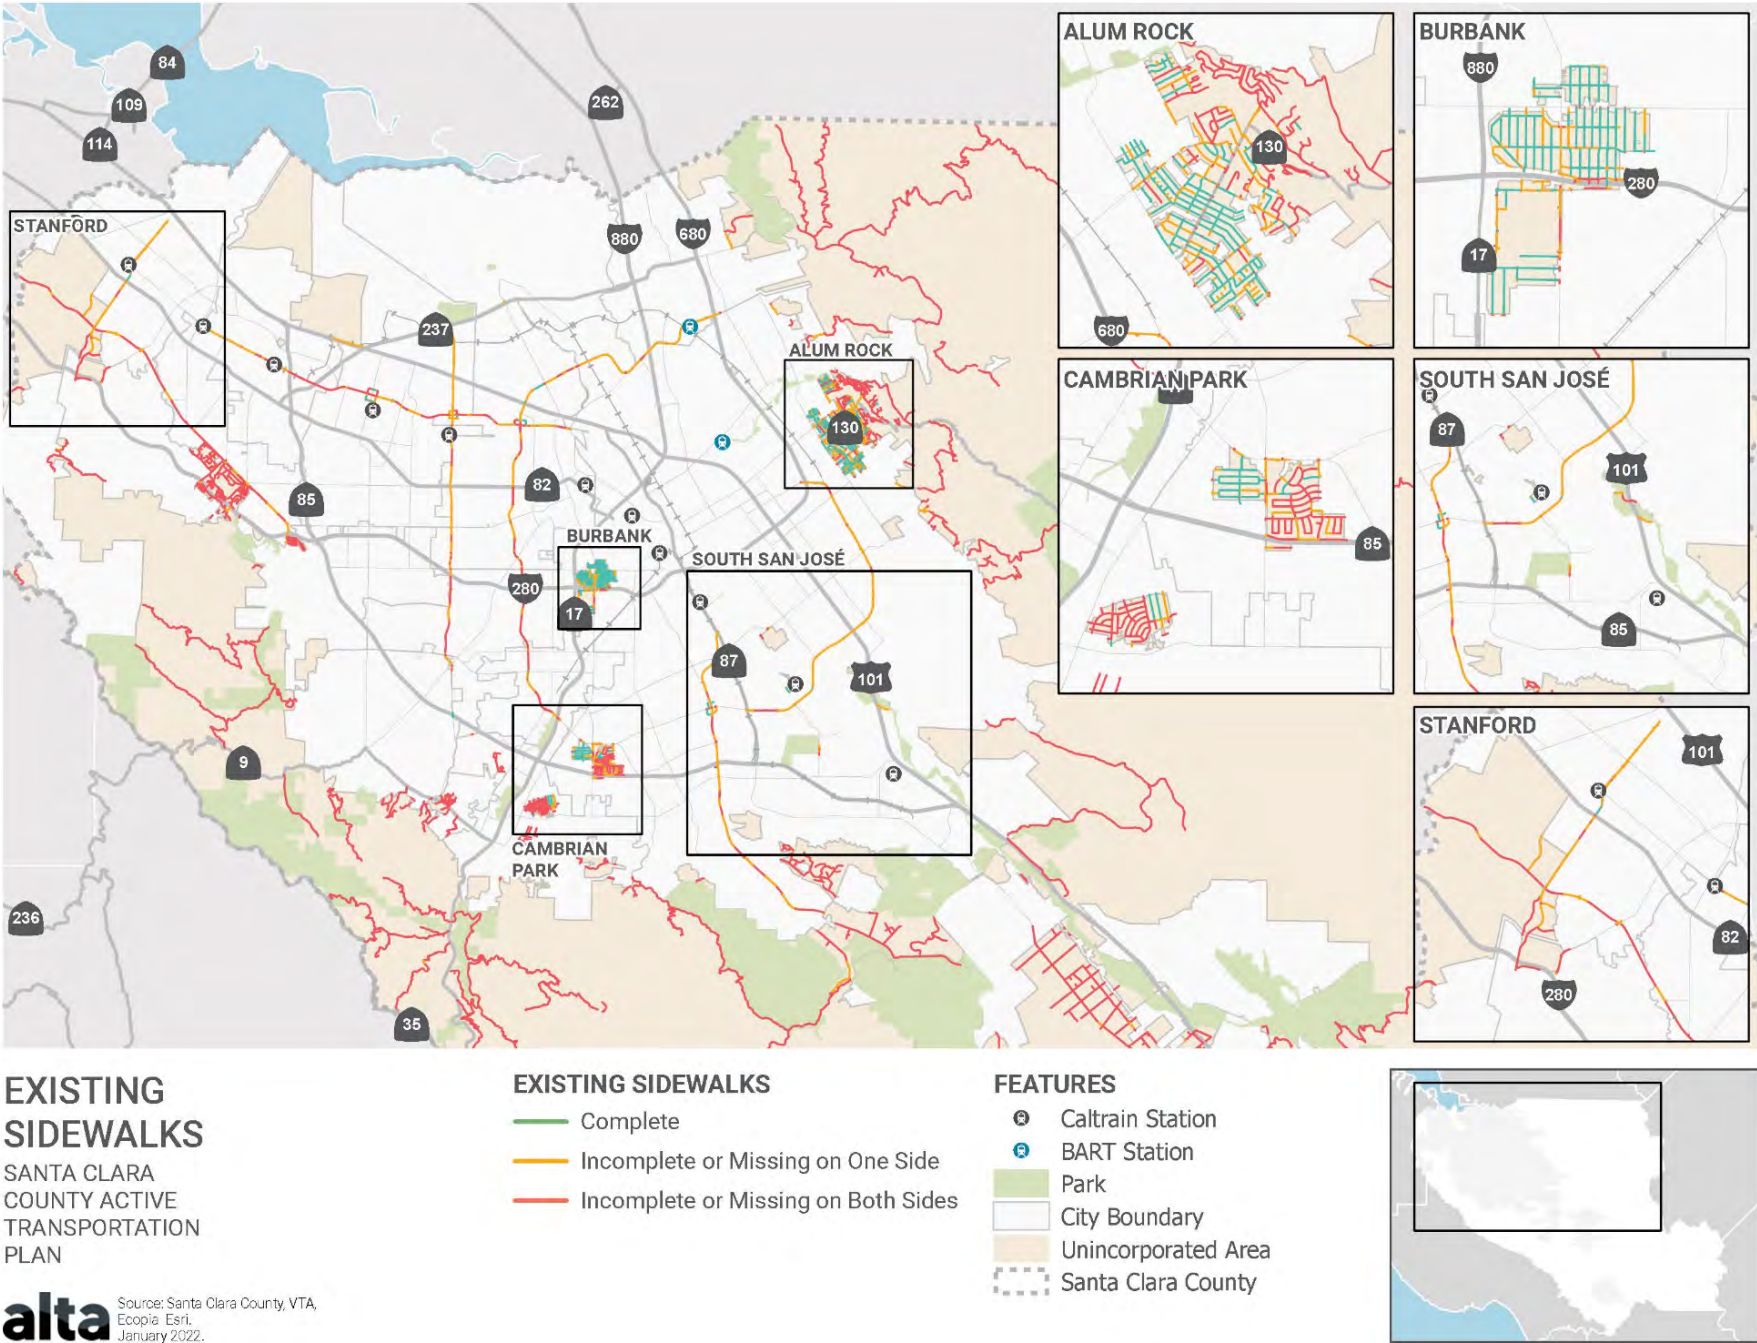 84
109
114
262
STANFORD
880
680
237
ALUM ROCK
130
82
85
BURBANK
280
17
SOUTH SAN JOSÉ
87
101
9
CAMBRIAN
PARK
236
35
ALUM ROCK
130
680
BURBANK
880
280
17
CAMBRIAN PARK
85
SOUTH SAN JOSÉ
87
101
85
STANFORD
101
82
280
EXISTING
SIDEWALKS
SANTA CLARA
COUNTY ACTIVE
TRANSPORTATION
PLAN
alta
Source: Santa Clara County, VTA,
Ecopia Esri.
January 2022.
EXISTING SIDEWALKS
Complete
Incomplete or Missing on One Side
Incomplete or Missing on Both Sides
FEATURES
Caltrain Station
BART Station
Park
City Boundary
Unincorporated Area
Santa Clara County